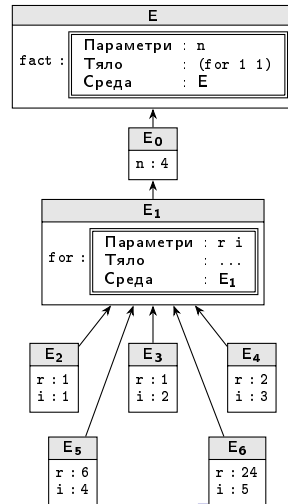 E
fact :
Параметри : n
Тяло : (for 1 1)
Среда : E
E0
n : 4
E1
for :
Параметри : r i
Тяло : ...
Среда : E1
E2
r : 1
i : 1
E3
r : 1
i : 2
E4
r : 2
i : 3
E5
r : 6
i : 4
E6
r : 24
i : 5